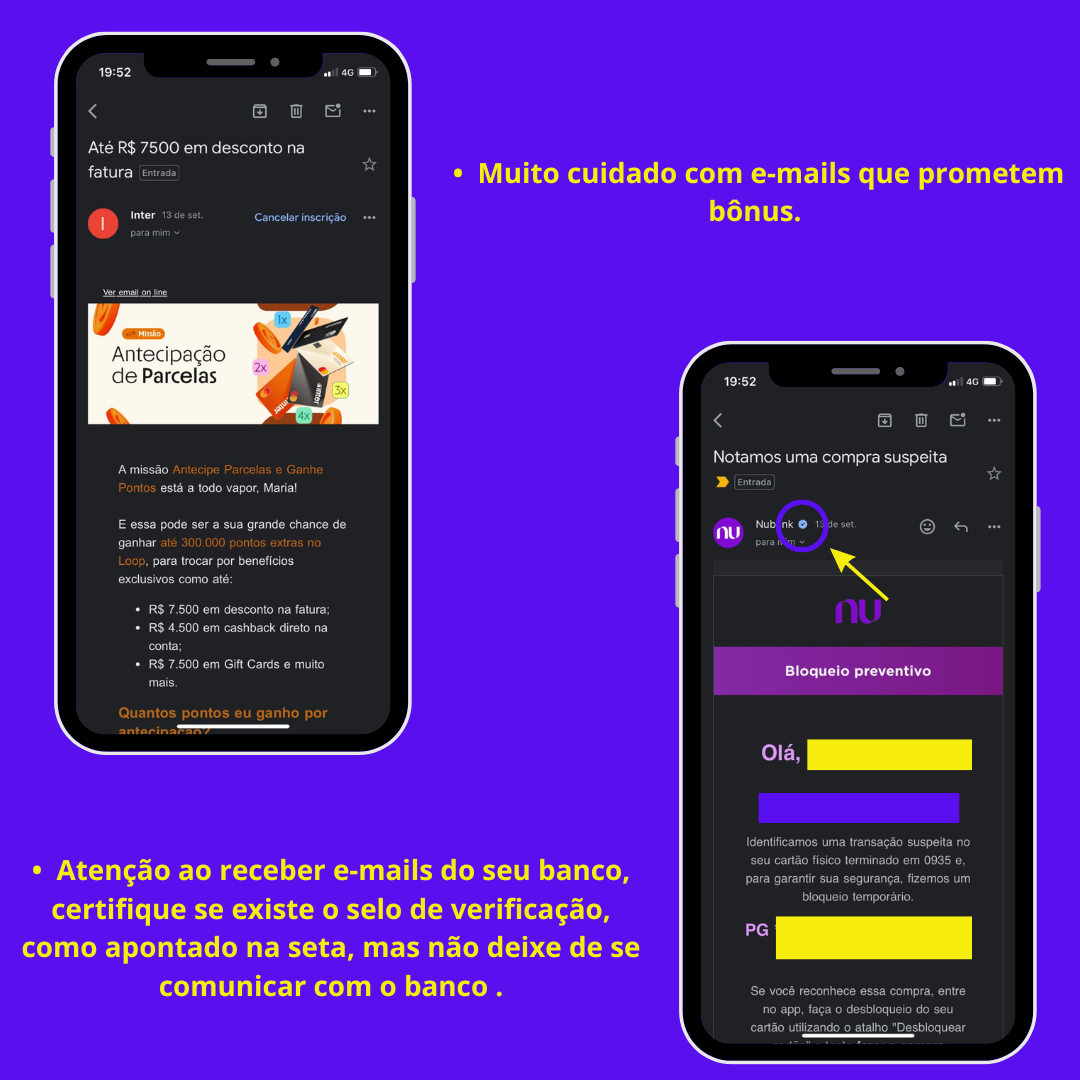 19:52
4G
Até R$ 7500 em desconto na
fatura Entrada
I
Inter 13 de set. Cancelar inscrição
para mim
Ver email on line
Missão
Antecipação
de Parcelas
1x
2x
3x
4x
inter
inter
A missão Antecipe Parcelas e Ganhe
Pontos está a todo vapor, Maria!
E essa pode ser a sua grande chance de
ganhar até 300.000 pontos extras no
Loop, para trocar por benefícios
exclusivos como até:
• R$ 7.500 em desconto na fatura;
• R$ 4.500 em cashback direto na
conta;
• R$ 7.500 em Gift Cards e muito
mais.
Quantos pontos eu ganho por
antecipação?
• Muito cuidado com e-mails que prometem
bônus.
19:52
4G
Notamos uma compra suspeita
Entrada
nu
Nubank 13 de set.
para mim
nu
Bloqueio preventivo
Olá,
Identificamos uma transação suspeita no
seu cartão físico terminado em 0935 e,
para garantir sua segurança, fizemos um
bloqueio temporário.
PG
Se você reconhece essa compra, entre
no app, faça o desbloqueio do seu
cartão utilizando o atalho "Desbloquear
• Atenção ao receber e-mails do seu banco,
certifique se existe o selo de verificação,
como apontado na seta, mas não deixe de se
comunicar com o banco .